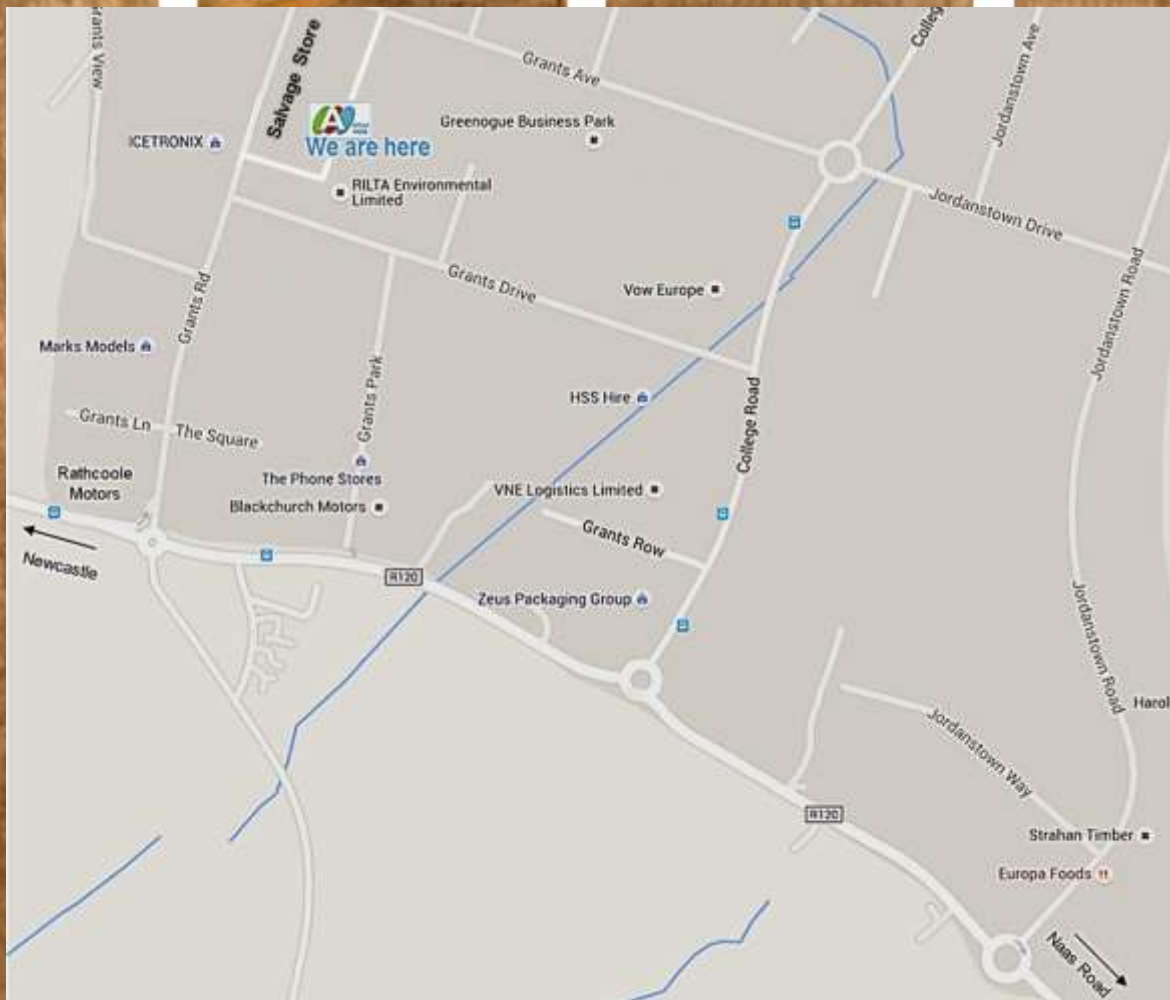 Grants View
Salvage Store
Grants Ave
College
Jordanstown Ave
ICETRONIX
We are here
Greenogue Business Park
RILTA Environmental
Limited
Jordanstown Drive
Grants Rd
Grants Drive
Vow Europe
Jordanstown Road
Marks Models
Grants Park
HSS Hire
College Road
Grants Ln
The Square
Rathcoole
Motors
The Phone Stores
Blackchurch Motors
VNE Logistics Limited
Grants Row
Newcastle
R120
Zeus Packaging Group
Jordanstown Road
Harol
Jordanstown Way
R120
Strahan Timber
Europa Foods
Naas Road